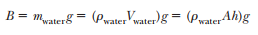 B = m_water g = (ρ_water V_water)g = (ρ_water Ah)g